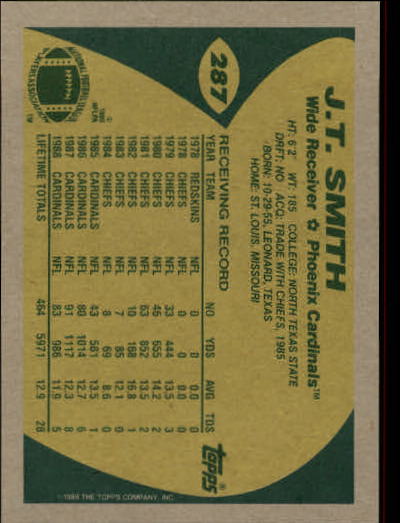 287
J.T. SMITH
Wide Receiver ✩ Phoenix Cardinals™
HT: 6'2" WT: 185 COLLEGE: NORTH TEXAS STATE
DRFT: NO ACQ: TRADE WITH CHIEFS, 1985
BORN: 10-29-55, LEONARD, TEXAS
HOME: ST. LOUIS, MISSOURI
RECEIVING RECORD
YEAR TEAM NO YDS AVG TDS
1978 REDSKINS NFL 0 0 0.0 0
1978 CHIEFS NFL 0 0 0.0 0
1979 CHIEFS NFL 33 444 13.5 3
1980 CHIEFS NFL 46 655 14.2 2
1981 CHIEFS NFL 63 852 13.5 2
1982 CHIEFS NFL 10 168 16.8 1
1983 CHIEFS NFL 7 85 12.1 0
1984 CHIEFS NFL 8 69 8.6 0
1985 CARDINALS NFL 43 581 13.5 1
1986 CARDINALS NFL 80 1014 12.7 6
1987 CARDINALS NFL 91 1117 12.3 8
1988 CARDINALS NFL 83 986 11.9 5
LIFETIME TOTALS 464 5971 12.9 28
NATIONAL FOOTBALL LEAGUE
PLAYERS ASSOCIATION
TM
topps
©1989 THE TOPPS COMPANY, INC.